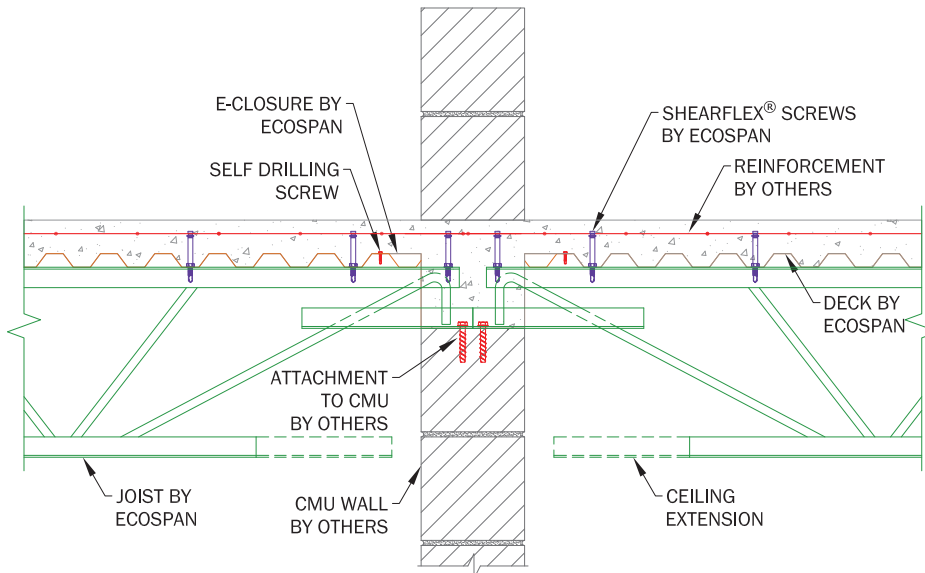 E-CLOSURE BY
ECOSPAN
SELF DRILLING
SCREW
SHEARFLEX® SCREWS
BY ECOSPAN
REINFORCEMENT
BY OTHERS
DECK BY
ECOSPAN
ATTACHMENT
TO CMU
BY OTHERS
JOIST BY
ECOSPAN
CMU WALL
BY OTHERS
CEILING
EXTENSION